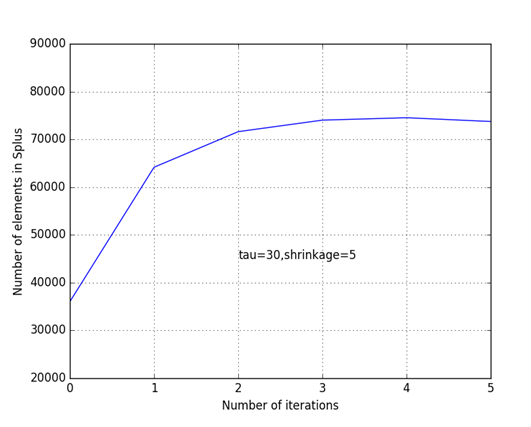 90000
80000
70000
60000
50000
40000
30000
20000
Number of elements in Splus
tau=30,shrinkage=5
0 1 2 3 4 5
Number of iterations